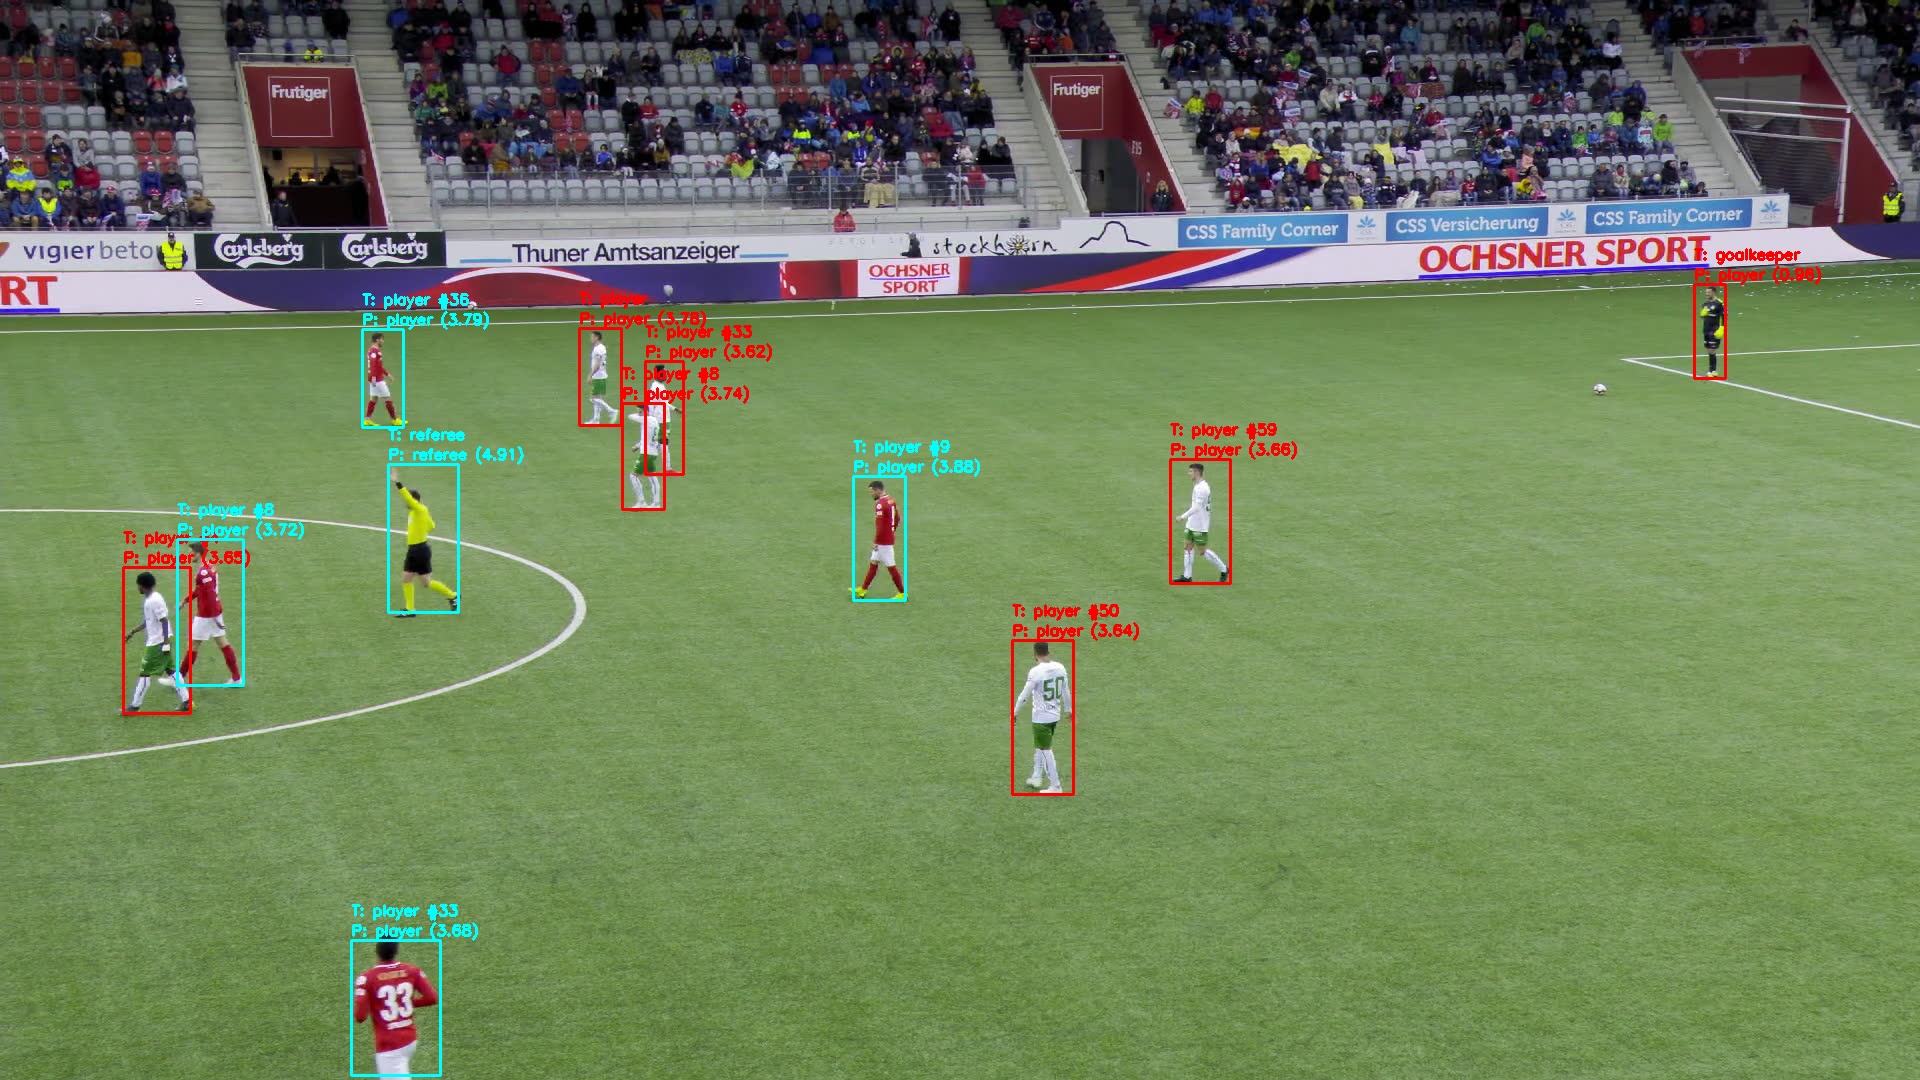 Frutiger
Frutiger
F15
vigier beto
Carlsberg
Carlsberg
Thuner Amtsanzeiger
stockhorn
CSS Family Corner
CSS Versicherung
CSS Family Corner
RT
OCHSNER
SPORT
OCHSNER SPORT
T: goalkeeper
P: player (0.96)
T: player #36
P: player (3.79)
T: player
P: player (3.78)
T: player #33
P: player (3.62)
T: player #8
P: player (3.74)
T: referee
P: referee (4.91)
T: player #9
P: player (3.88)
T: player #59
P: player (3.66)
T: player #8
P: player (3.72)
P: player (3.65)
T: player #50
P: player (3.64)
50
T: player #33
P: player (3.68)
33